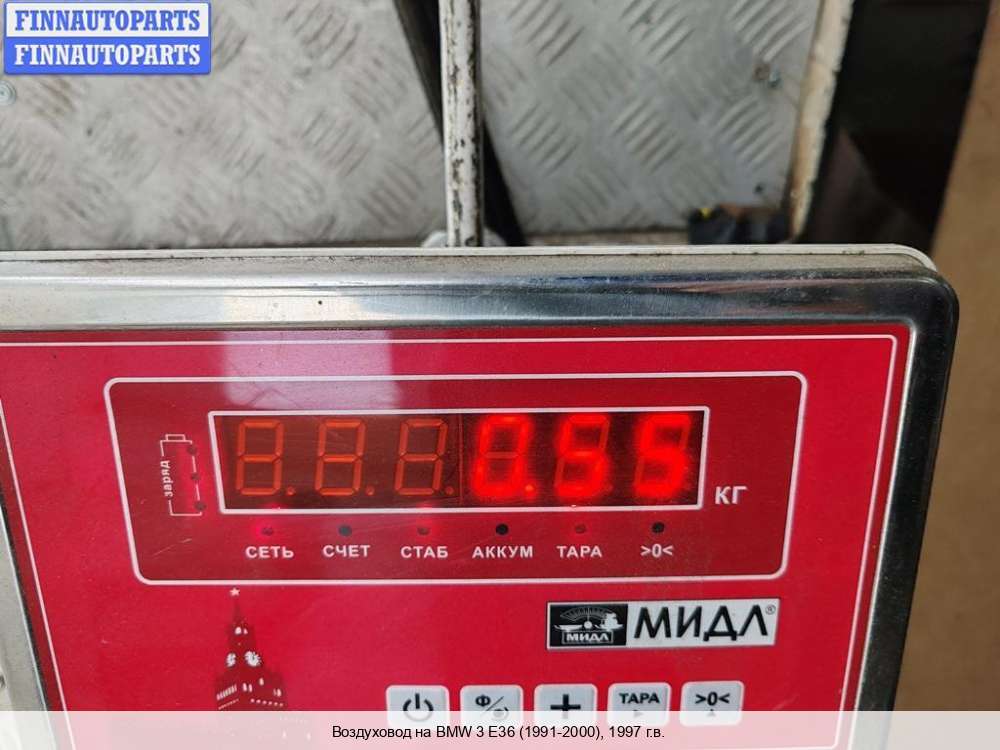 FINNAUTOPARTS
FINNAUTOPARTS
заряд
0.55
КГ
СЕТЬ СЧЕТ СТАБ АККУМ ТАРА >0<
МИДЛ МИДЛ®
Ф + ТАРА >0<
Воздуховод на BMW 3 E36 (1991-2000), 1997 г.в.